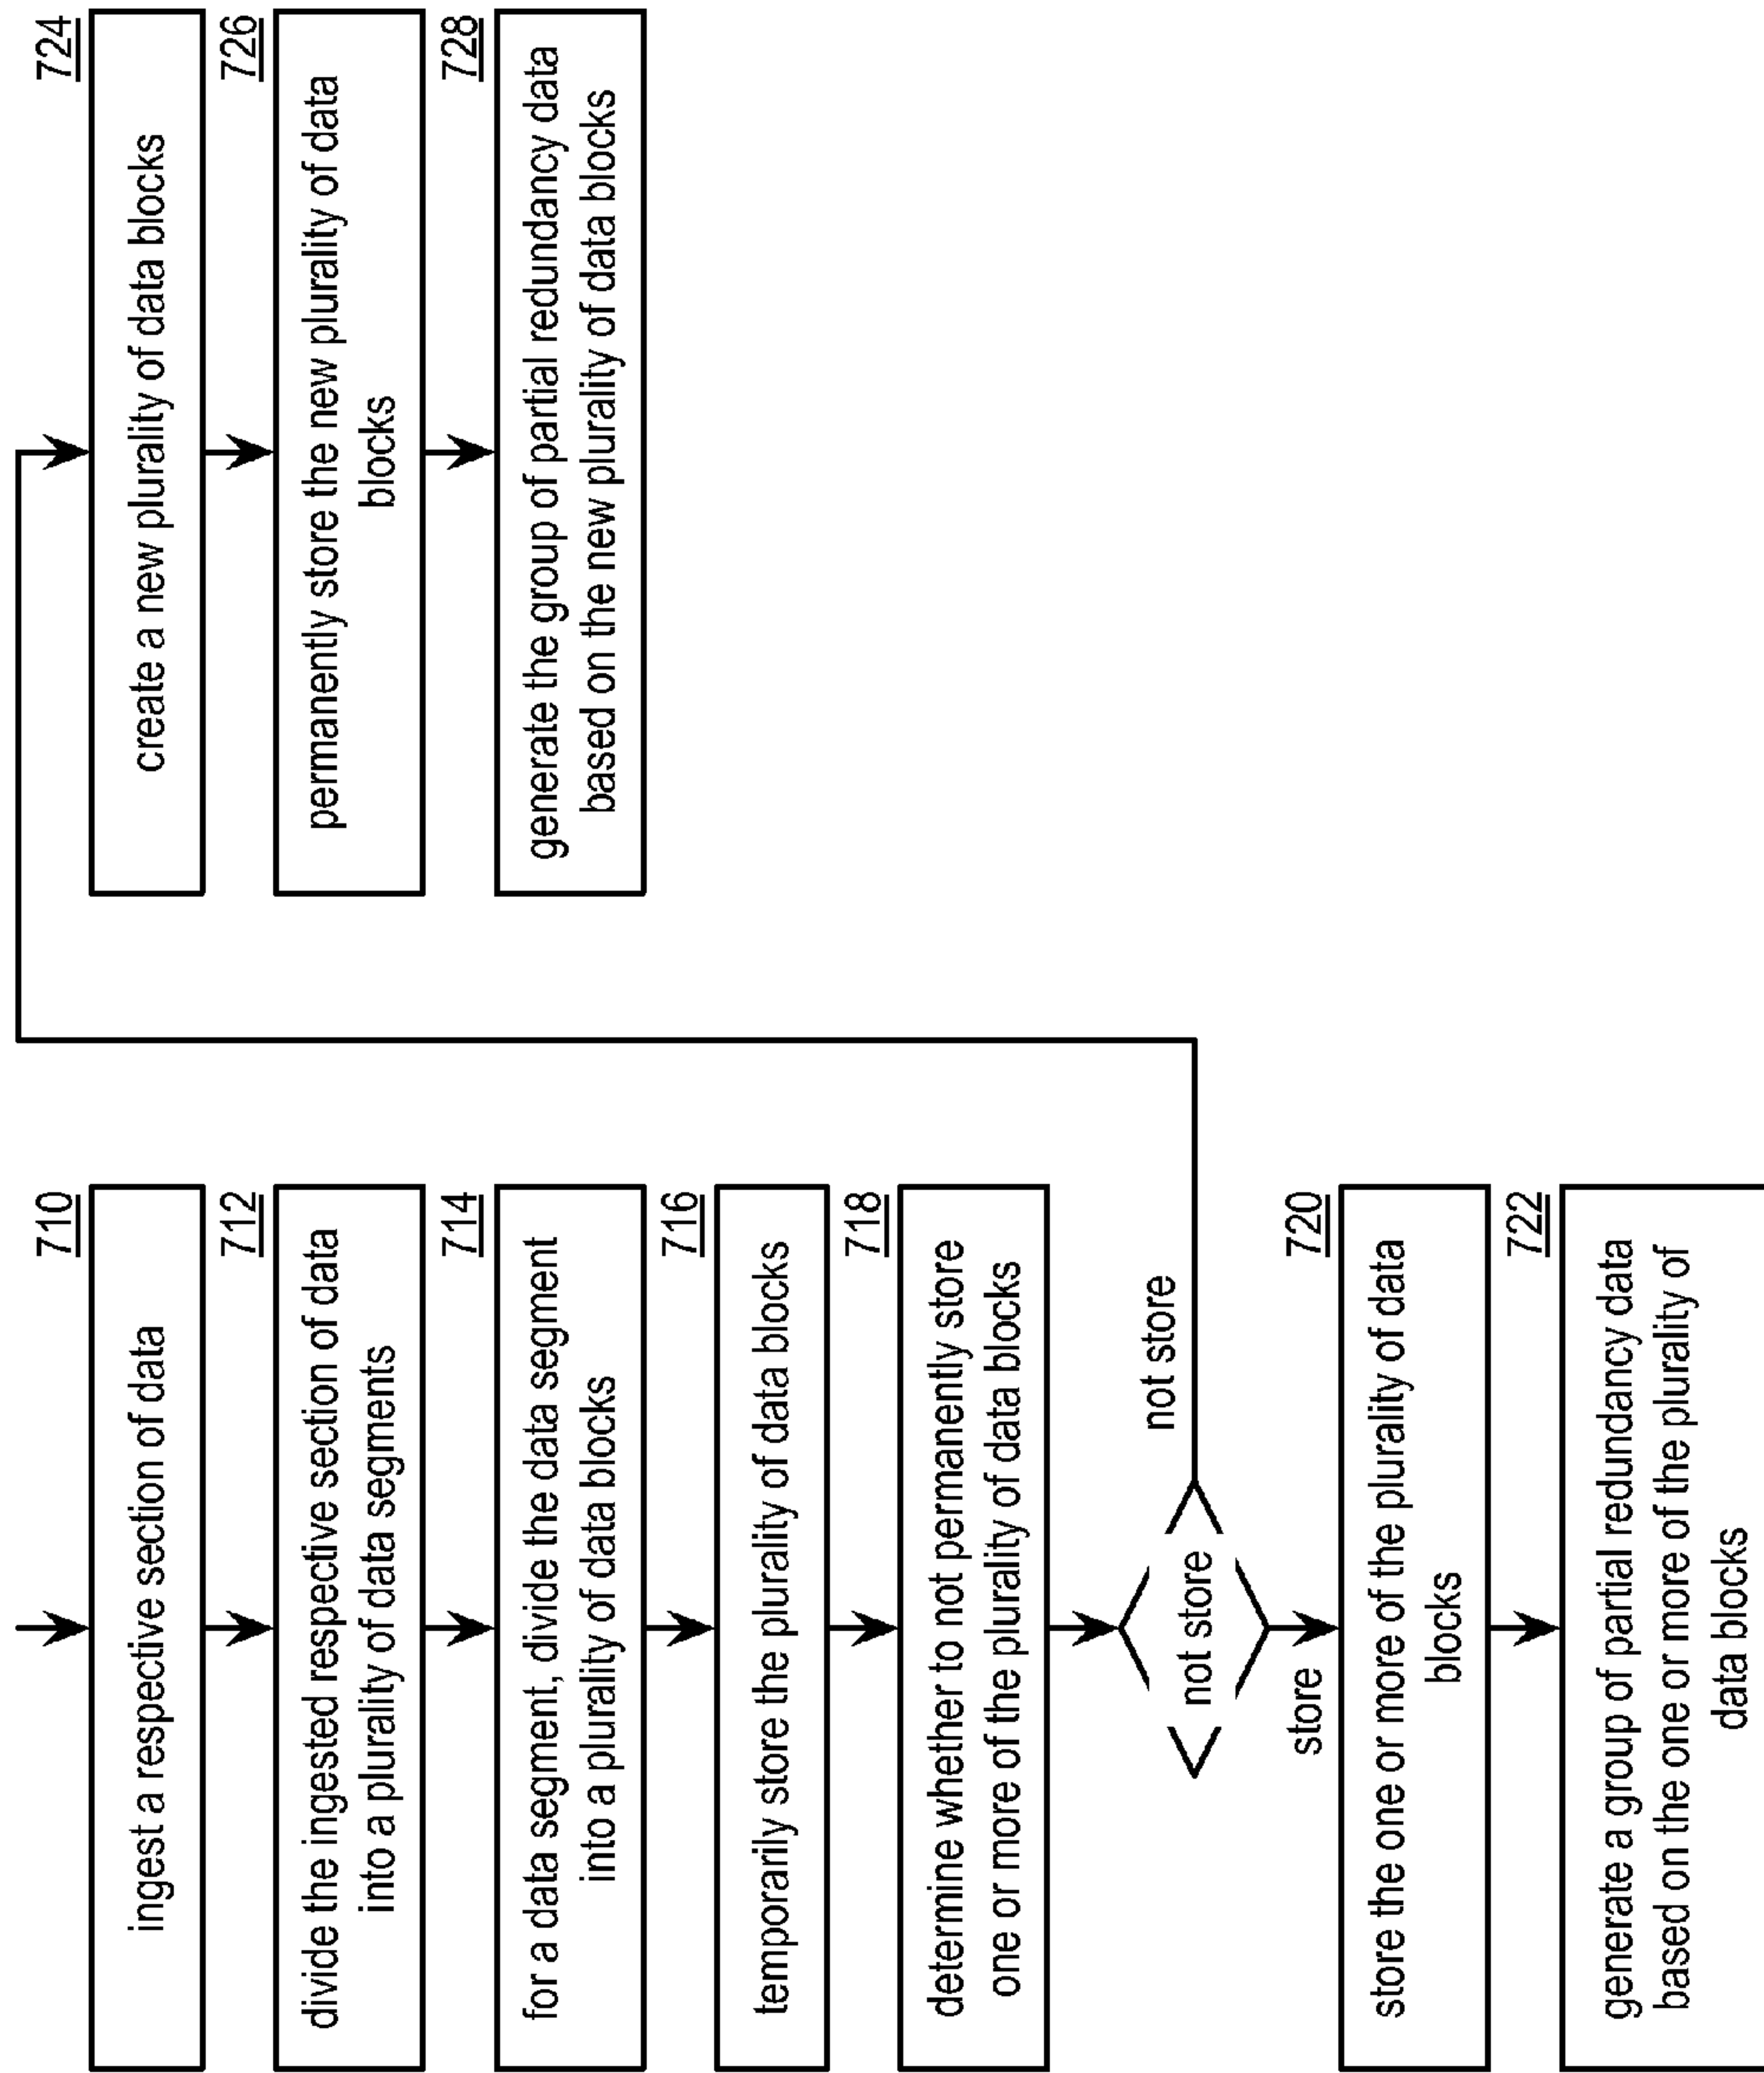 710
ingest a respective section of data
712
divide the ingested respective section of data
into a plurality of data segments
714
for a data segment, divide the data segment
into a plurality of data blocks
716
temporarily store the plurality of data blocks
718
determine whether to not permanently store
one or more of the plurality of data blocks
not store
not store
store
720
store the one or more of the plurality of data
blocks
722
generate a group of partial redundancy data
based on the one or more of the plurality of
data blocks
724
create a new plurality of data blocks
726
permanently store the new plurality of data
blocks
728
generate the group of partial redundancy data
based on the new plurality of data blocks